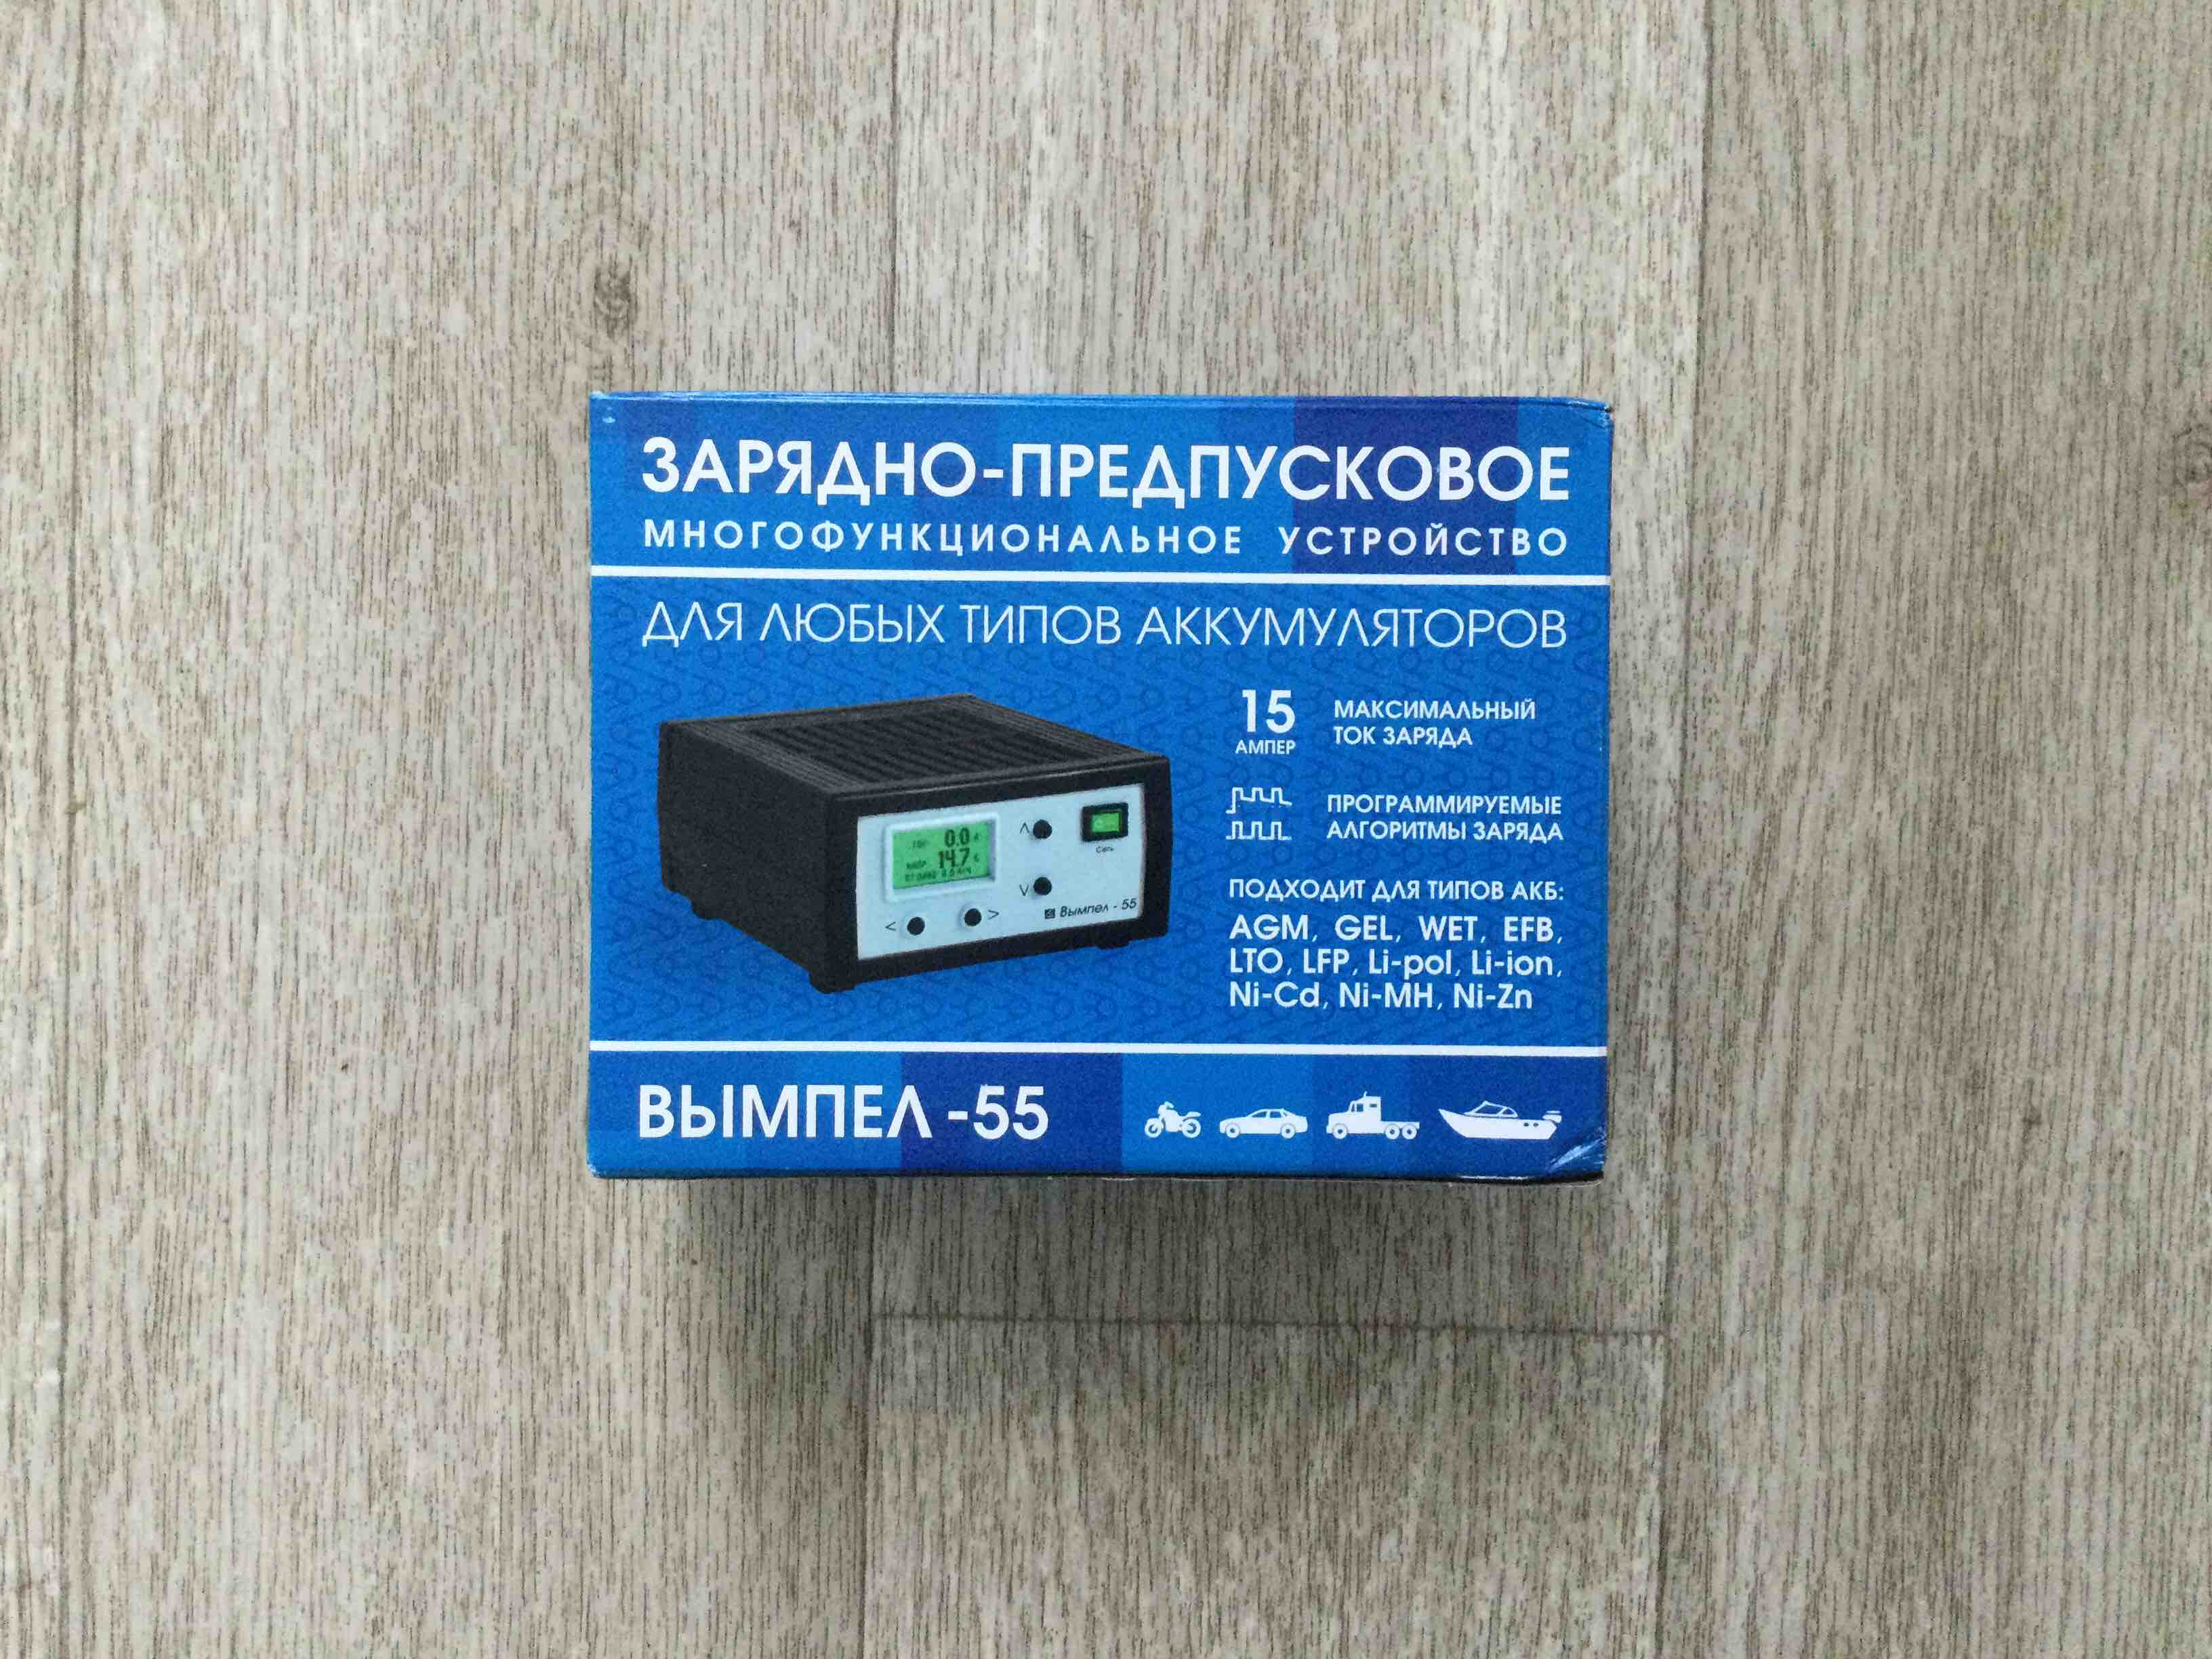 ЗАРЯДНО-ПРЕДПУСКОВОЕ
МНОГОФУНКЦИОНАЛЬНОЕ УСТРОЙСТВО
ДЛЯ ЛЮБЫХ ТИПОВ АККУМУЛЯТОРОВ
15
АМПЕР
МАКСИМАЛЬНЫЙ
ТОК ЗАРЯДА
ПРОГРАММИРУЕМЫЕ
АЛГОРИТМЫ ЗАРЯДА
ПОДХОДИТ ДЛЯ ТИПОВ АКБ:
AGM, GEL, WET, EFB,
LTO, LFP, Li-pol, Li-ion,
Ni-Cd, Ni-MH, Ni-Zn
0.0
14.7
Сеть
Вымпел - 55
ВЫМПЕЛ -55